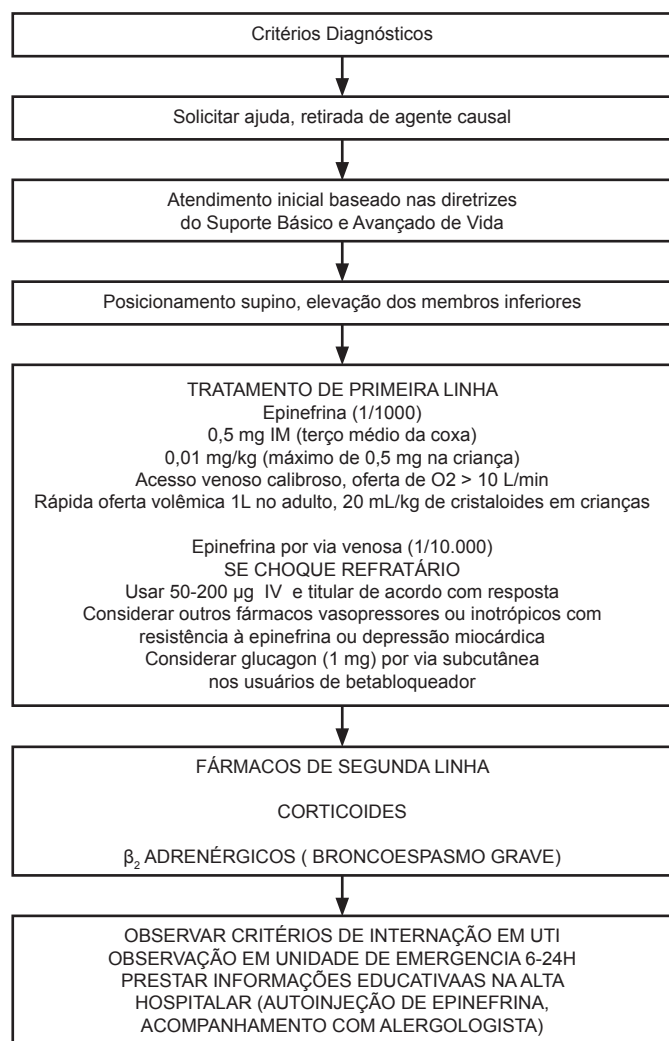 Critérios Diagnósticos
Solicitar ajuda, retirada de agente causal
Atendimento inicial baseado nas diretrizes
do Suporte Básico e Avançado de Vida
Posicionamento supino, elevação dos membros inferiores
TRATAMENTO DE PRIMEIRA LINHA
Epinefrina (1/1000)
0,5 mg IM (terço médio da coxa)
0,01 mg/kg (máximo de 0,5 mg na criança)
Acesso venoso calibroso, oferta de O2 > 10 L/min
Rápida oferta volêmica 1L no adulto, 20 mL/kg de cristaloides em crianças
Epinefrina por via venosa (1/10.000)
SE CHOQUE REFRATÁRIO
Usar 50-200 µg IV e titular de acordo com resposta
Considerar outros fármacos vasopressores ou inotrópicos com
resistência à epinefrina ou depressão miocárdica
Considerar glucagon (1 mg) por via subcutânea
nos usuários de betabloqueador
FÁRMACOS DE SEGUNDA LINHA
CORTICOIDES
β₂ ADRENÉRGICOS ( BRONCOESPASMO GRAVE)
OBSERVAR CRITÉRIOS DE INTERNAÇÃO EM UTI
OBSERVAÇÃO EM UNIDADE DE EMERGENCIA 6-24H
PRESTAR INFORMAÇÕES EDUCATIVAAS NA ALTA
HOSPITALAR (AUTOINJEÇÃO DE EPINEFRINA,
ACOMPANHAMENTO COM ALERGOLOGISTA)